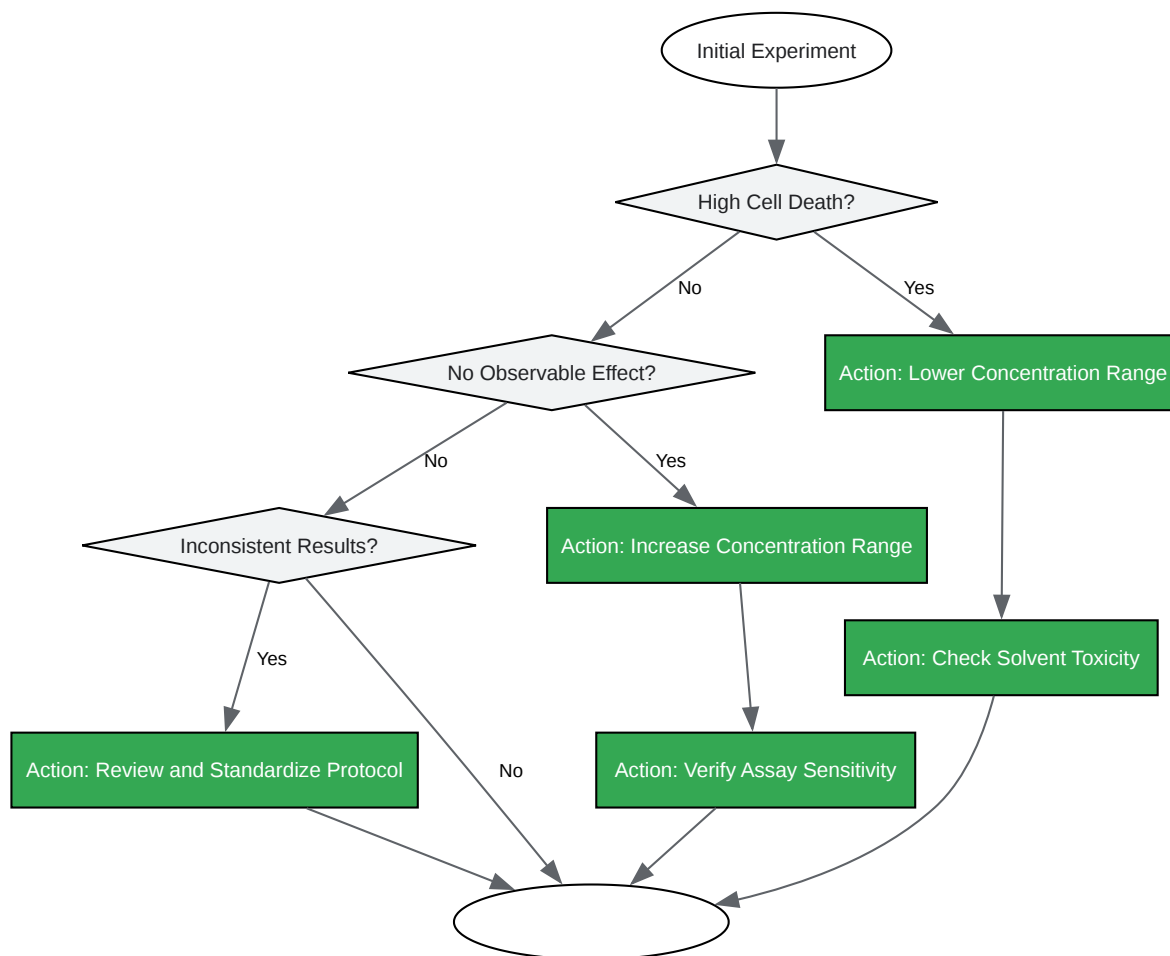 Initial Experiment
High Cell Death?
No
Yes
No Observable Effect?
Action: Lower Concentration Range
No
Yes
Inconsistent Results?
Action: Increase Concentration Range
Yes
Action: Check Solvent Toxicity
Action: Review and Standardize Protocol
No
Action: Verify Assay Sensitivity